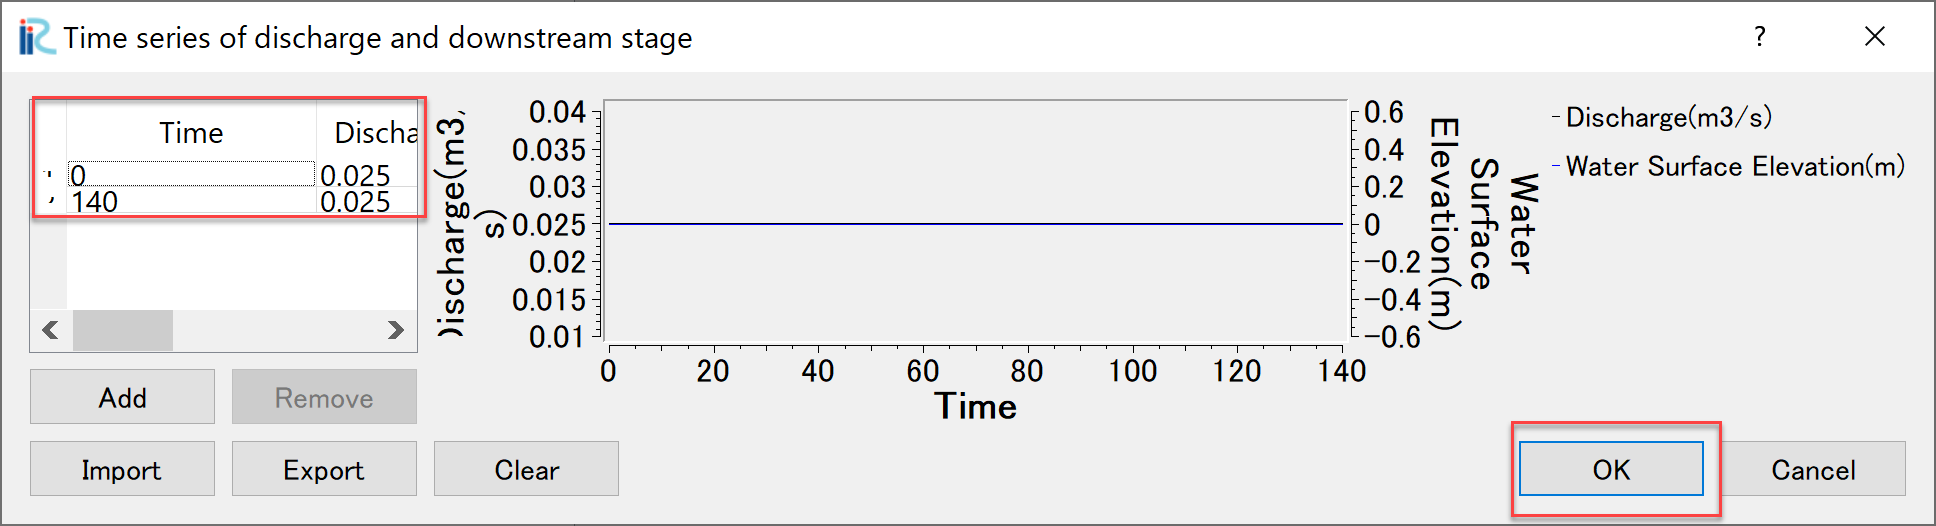 iRIC Time series of discharge and downstream stage ?
Time Discha
0 0.025
140 0.025
Add Remove
Import Export Clear
ischarge(m3/
s)
0.04
0.035
0.03
0.025
0.02
0.015
0.01
0 20 40 60 80 100 120 140
Time
0.6
0.4
0.2
0
-0.2
-0.4
-0.6
Water
Surface
Elevation(m)
Discharge(m3/s)
Water Surface Elevation(m)
OK Cancel